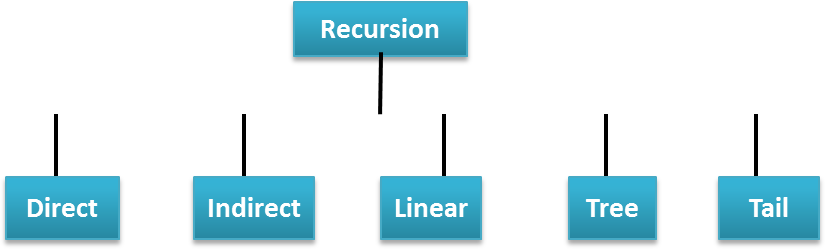 Recursion
Direct
Indirect
Linear
Tree
Tail